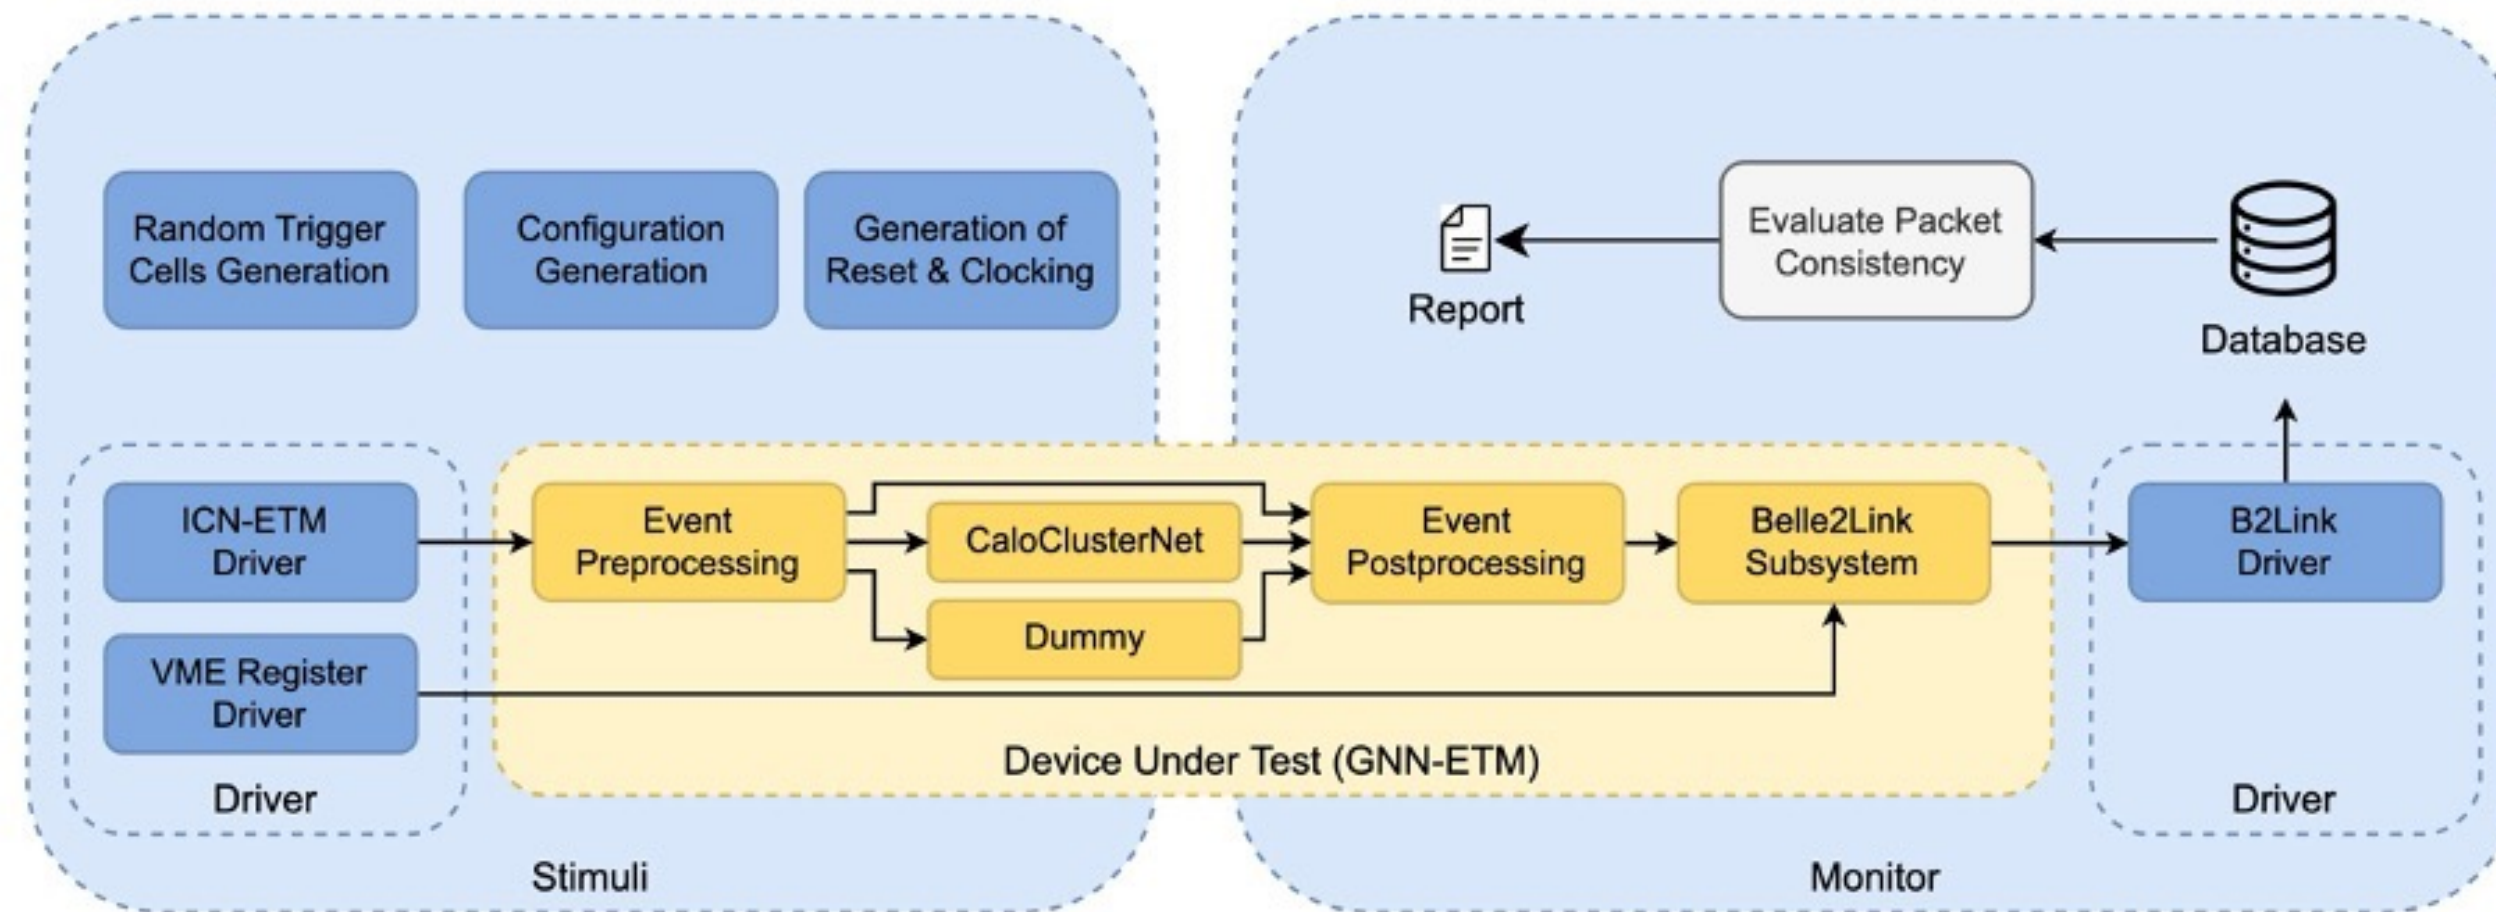 Random Trigger
Cells Generation
Configuration
Generation
Generation of
Reset & Clocking
Report
Evaluate Packet
Consistency
Database
ICN-ETM
Driver
VME Register
Driver
Driver
Event
Preprocessing
CaloClusterNet
Dummy
Event
Postprocessing
Belle2Link
Subsystem
Device Under Test (GNN-ETM)
B2Link
Driver
Driver
Stimuli
Monitor